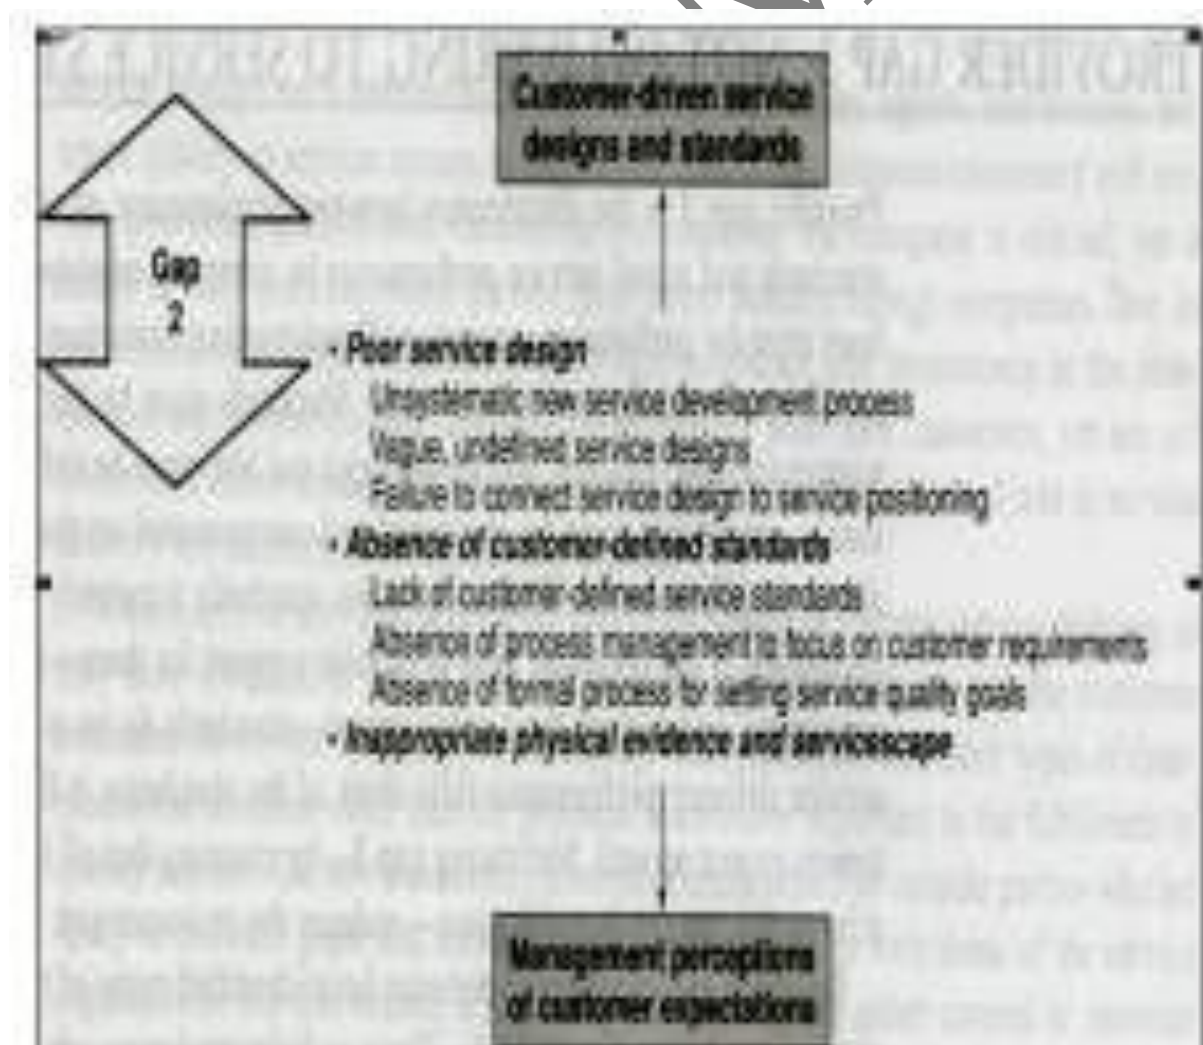 Customer-driven service
designs and standards
Gap
2
• Poor service design
Unsystematic new service development process
Vague, undefined service designs
Failure to connect service design to service positioning
• Absence of customer-defined standards
Lack of customer-defined service standards
Absence of process management to focus on customer requirements
Absence of formal process for setting service quality goals
• Inappropriate physical evidence and servicescape
Management perceptions
of customer expectations